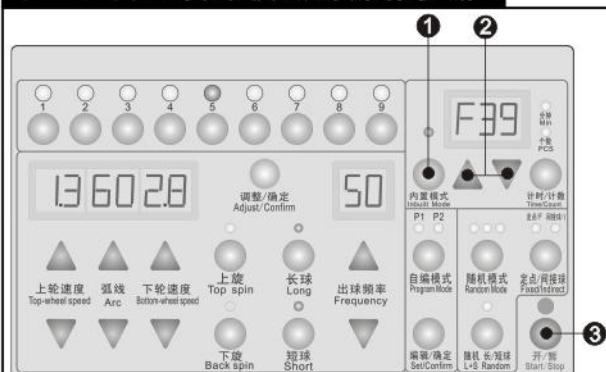 1
2
1
2
3
4
5
6
7
8
9
F39
分钟
Min
个数
PCS
1.3 60 2.8
调整/确定
Adjust/Confirm
50
内置模式
Inbuilt Mode
计时/计数
Time/Count
P1 P2
上轮速度
Top-wheel speed
弧线
Arc
下轮速度
Bottom-wheel speed
上旋
Top spin
长球
Long
出球频率
Frequency
自编模式
Program Mode
随机模式
Random Mode
定点/间接球
Fixed/Indirect
3
下旋
Back spin
短球
Short
编辑/确定
Set/Confirm
随机 长/短球
L+S Random
开/暂
Start/Stop